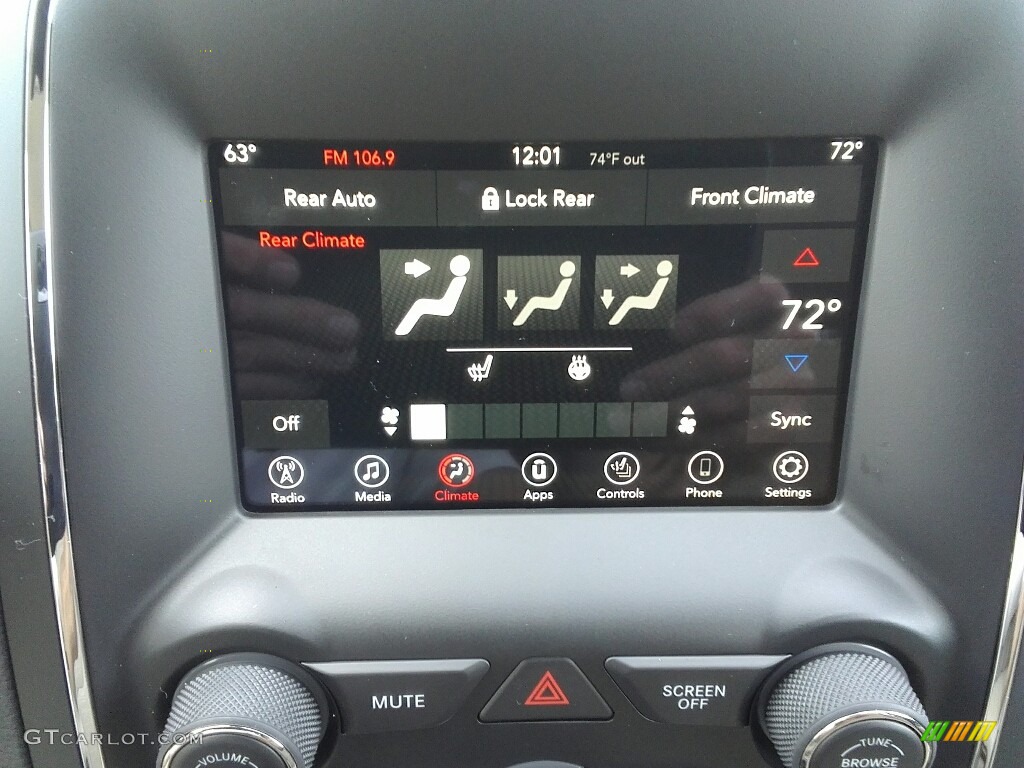 63° FM 106.9 12:01 74°F out 72°
Rear Auto Lock Rear Front Climate
Rear Climate
72°
Off Sync
Radio Media Climate Apps Controls Phone Settings
MUTE SCREEN
OFF
VOLUME TUNE
BROWSE
GTCARLOT.COM